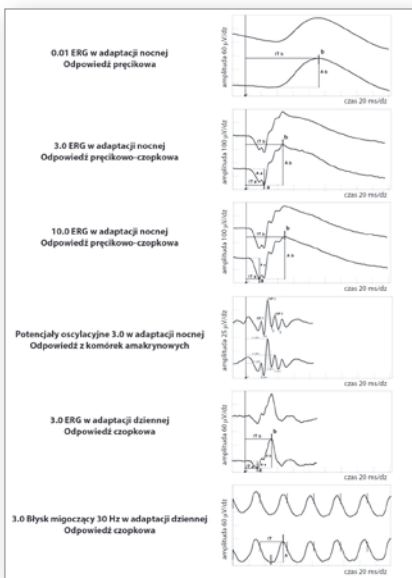 0.01 ERG w adaptacji nocnej
Odpowiedź pręcikowa
amplituda 60 μV/dz
IT b
b
A b
czas 20 ms/dz
3.0 ERG w adaptacji nocnej
Odpowiedź pręcikowo-czopkowa
amplituda 100 μV/dz
IT b
b
A b
czas 20 ms/dz
10.0 ERG w adaptacji nocnej
Odpowiedź pręcikowo-czopkowa
amplituda 100 μV/dz
IT b
b
A b
czas 20 ms/dz
Potencjały oscylacyjne 3.0 w adaptacji nocnej
Odpowiedź z komórek amakrynowych
amplituda 25 μV/dz
czas 20 ms/dz
3.0 ERG w adaptacji dziennej
Odpowiedź czopkowa
amplituda 60 μV/dz
IT b
b
czas 20 ms/dz
3.0 Błysk migoczący 30 Hz w adaptacji dziennej
Odpowiedź czopkowa
amplituda 60 μV/dz
IT
czas 20 ms/dz